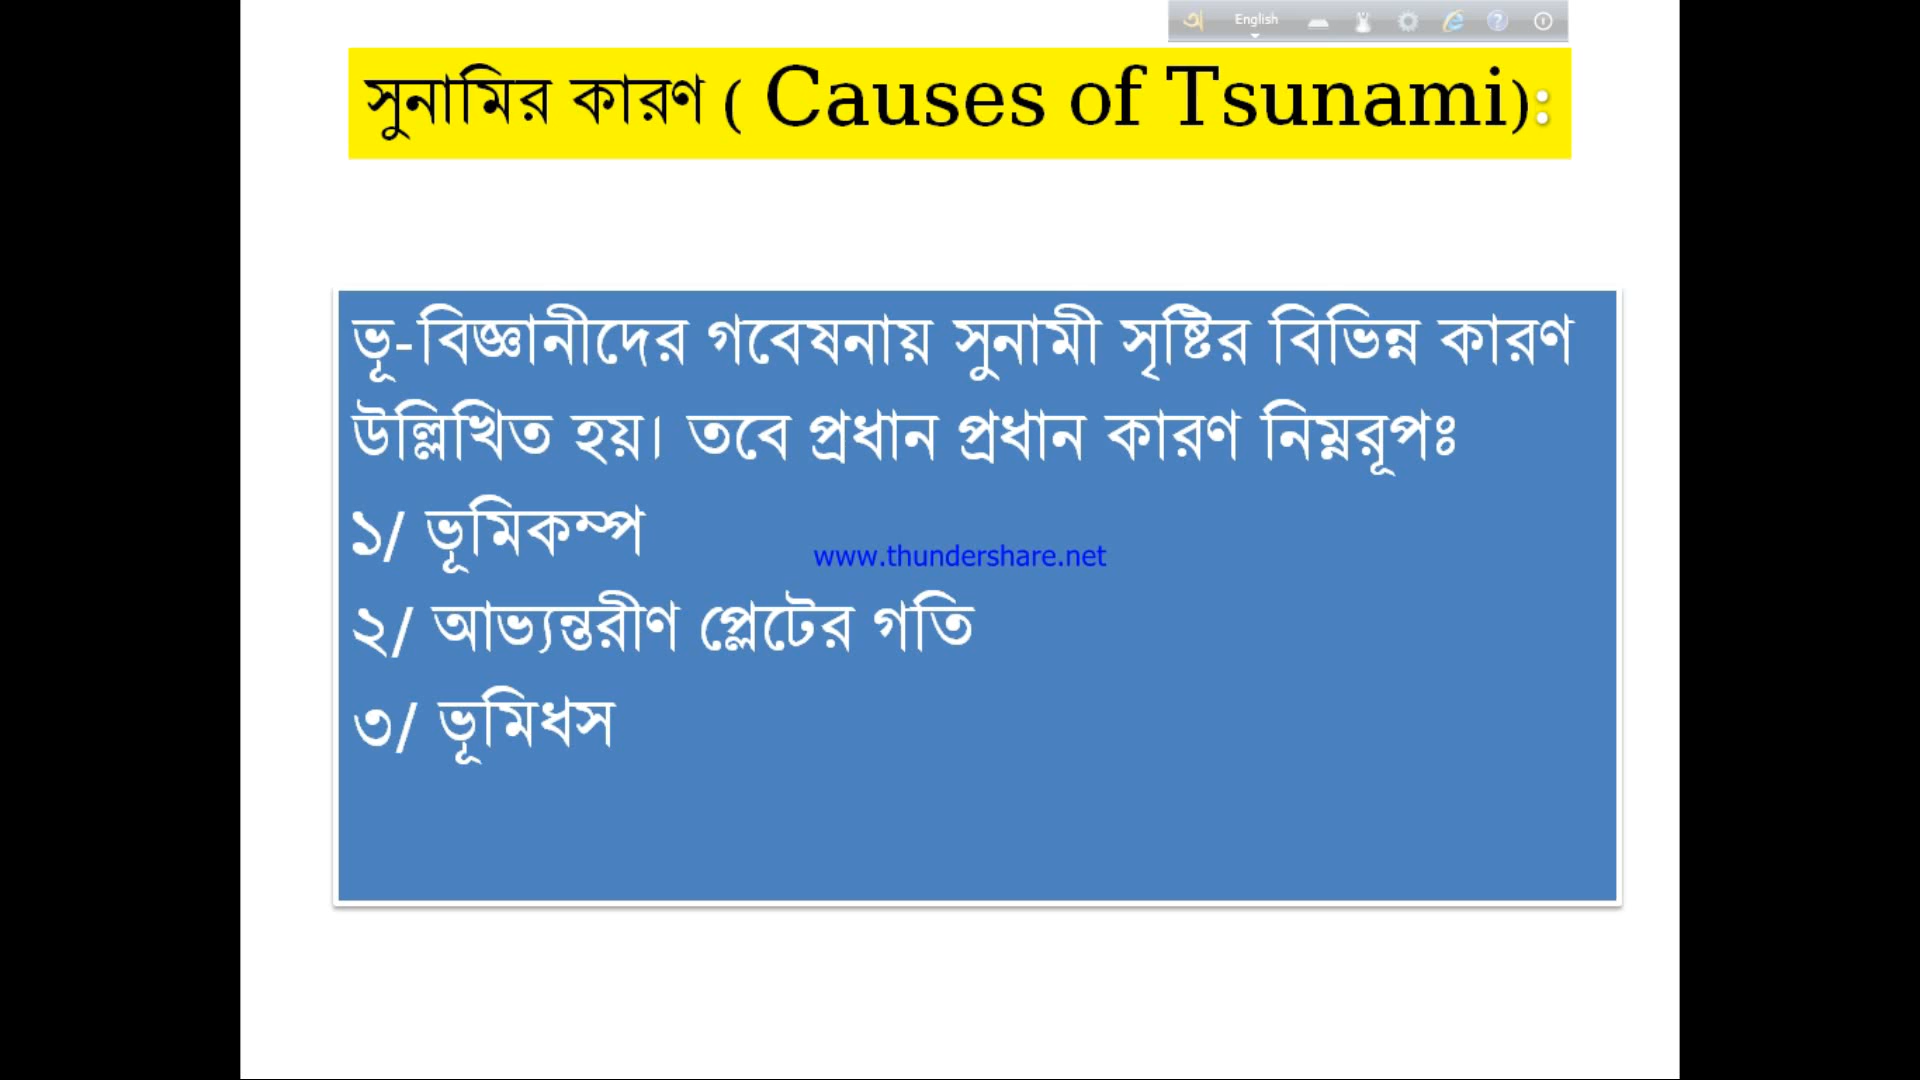 English
সুনামির কারণ ( Causes of Tsunami):
ভূ-বিজ্ঞানীদের গবেষনায় সুনামী সৃষ্টির বিভিন্ন কারণ
উল্লিখিত হয়। তবে প্রধান প্রধান কারণ নিম্নরূপঃ
১/ ভূমিকম্প
www.thundershare.net
২/ আভ্যন্তরীণ প্লেটের গতি
৩/ ভূমিধস